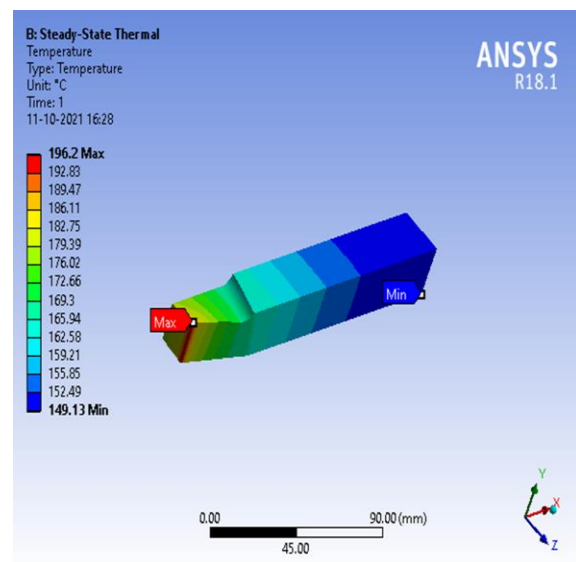 B: Steady-State Thermal
Temperature
Type: Temperature
Unit: °C
Time: 1
11-10-2021 16:28
ANSYS
R18.1
196.2 Max
192.83
189.47
186.11
182.75
179.39
176.02
172.66
169.3
165.94
162.58
159.21
155.85
152.49
149.13 Min
Min
Max
0.00
90.00 (mm)
45.00
Y
X
Z